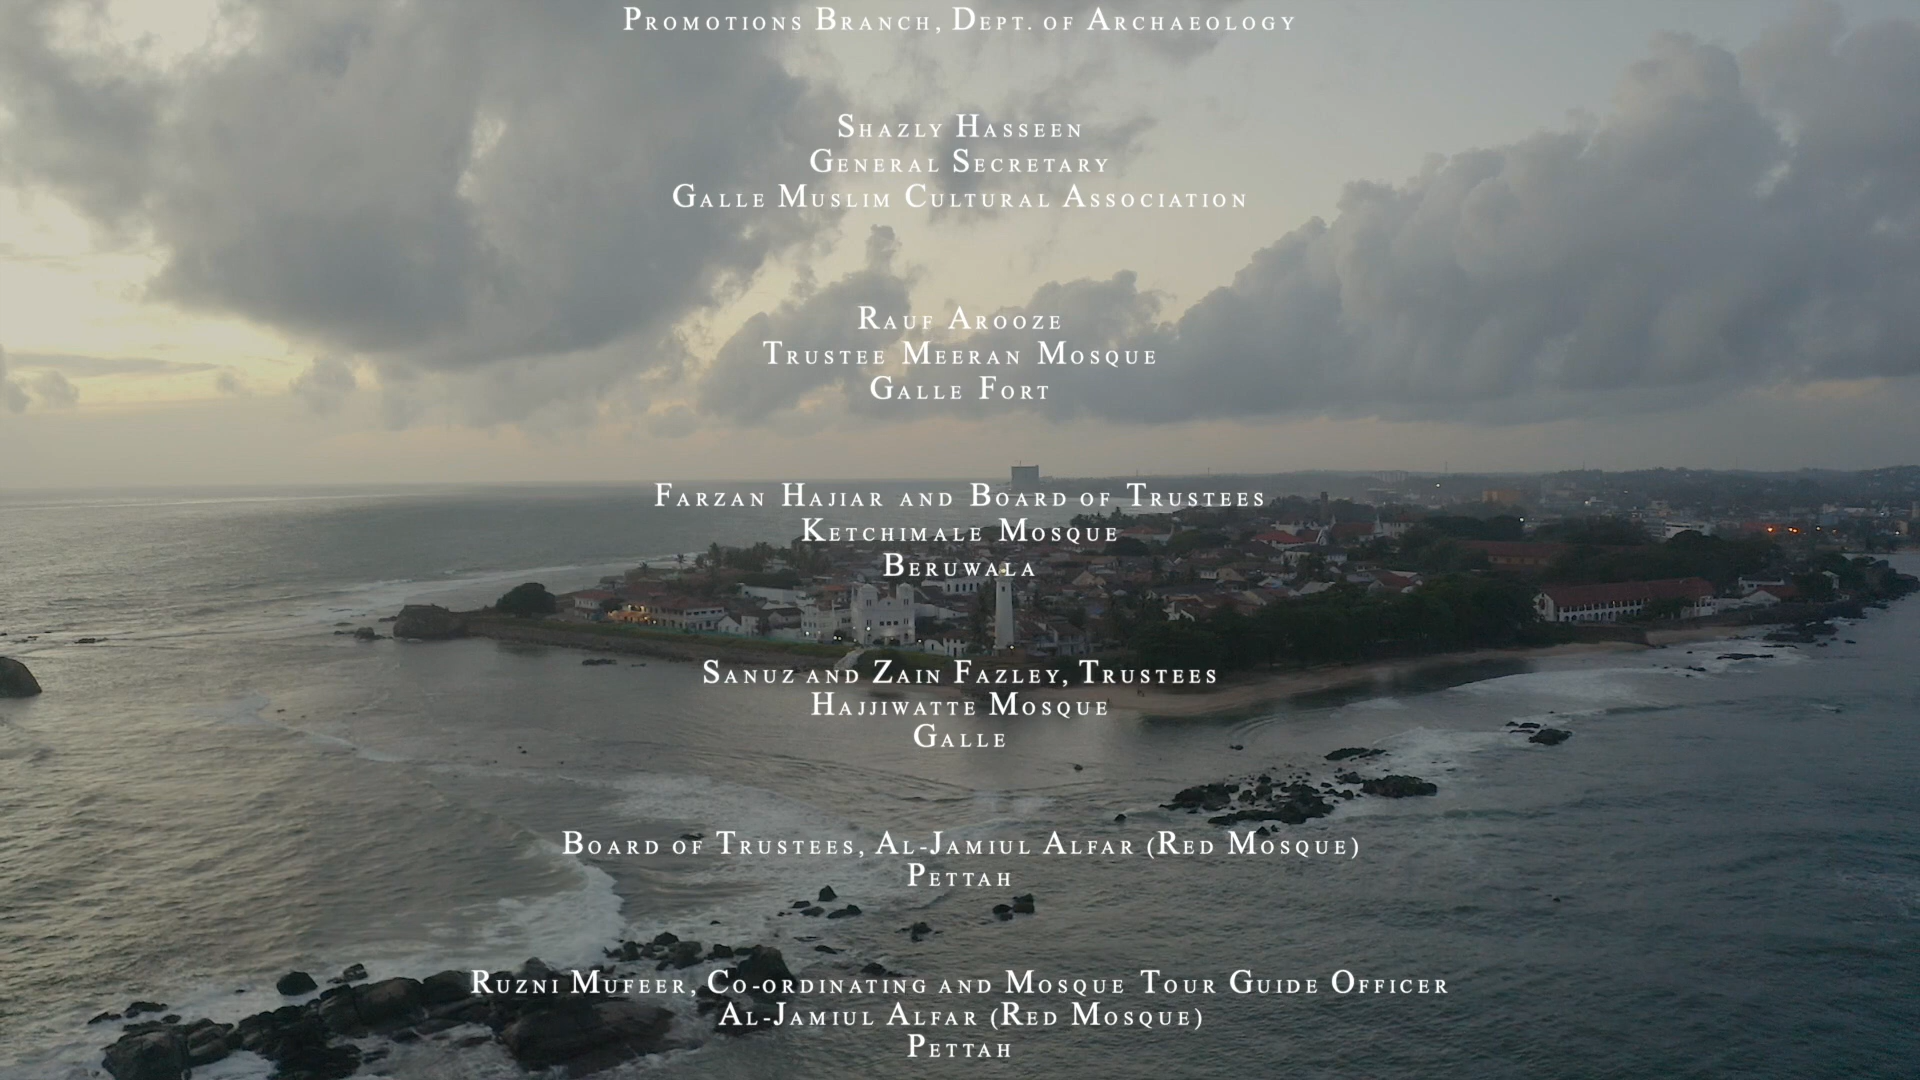 Promotions Branch, Dept. of Archaeology
Shazly Hasseen
General Secretary
Galle Muslim Cultural Association
Rauf Arooze
Trustee Meeran Mosque
Galle Fort
Farzan Hajiar and Board of Trustees
Ketchimale Mosque
Beruwala
Sanuz and Zain Fazley, Trustees
Hajjiwatte Mosque
Galle
Board of Trustees, Al-Jamiul Alfar (Red Mosque)
Pettah
Ruzni Mufeer, Co-ordinating and Mosque Tour Guide Officer
Al-Jamiul Alfar (Red Mosque)
Pettah